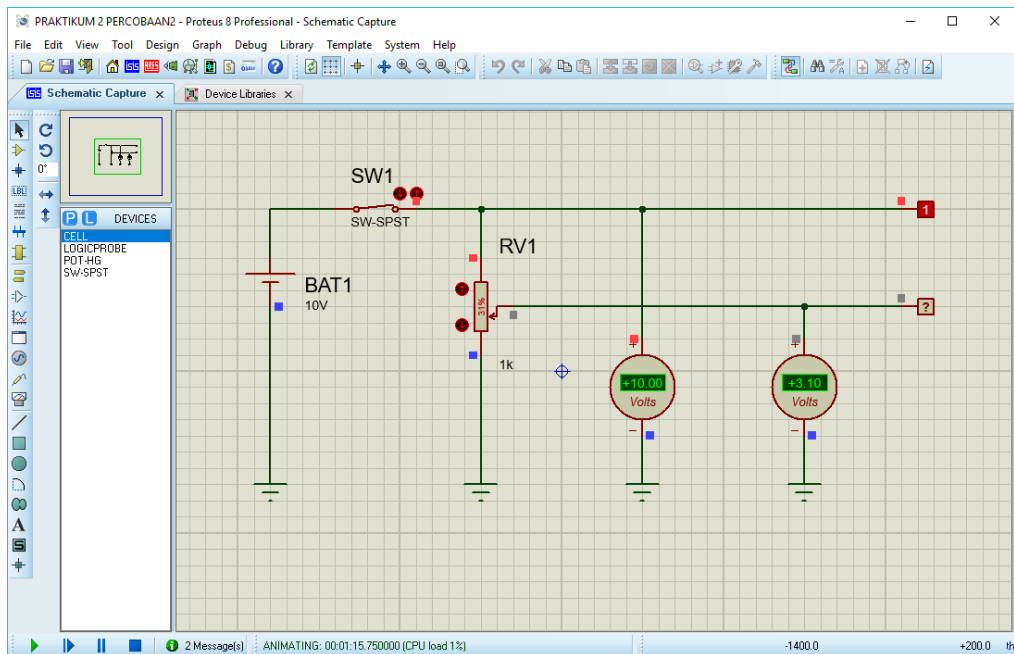 PRAKTIKUM 2 PERCOBAAN2 - Proteus 8 Professional - Schematic Capture
File Edit View Tool Design Graph Debug Library Template System Help
Schematic Capture
Device Libraries
0°
LBL
P L DEVICES
CELL
LOGICPROBE
POT-HG
SW-SPST
A
S
SW1
SW-SPST
1
RV1
BAT1
10V
31%
?
1k
+
+10.00
Volts
−
+
+3.10
Volts
−
2 Message(s) ANIMATING: 00:01:15.750000 (CPU load 1%) -1400.0 +200.0 th